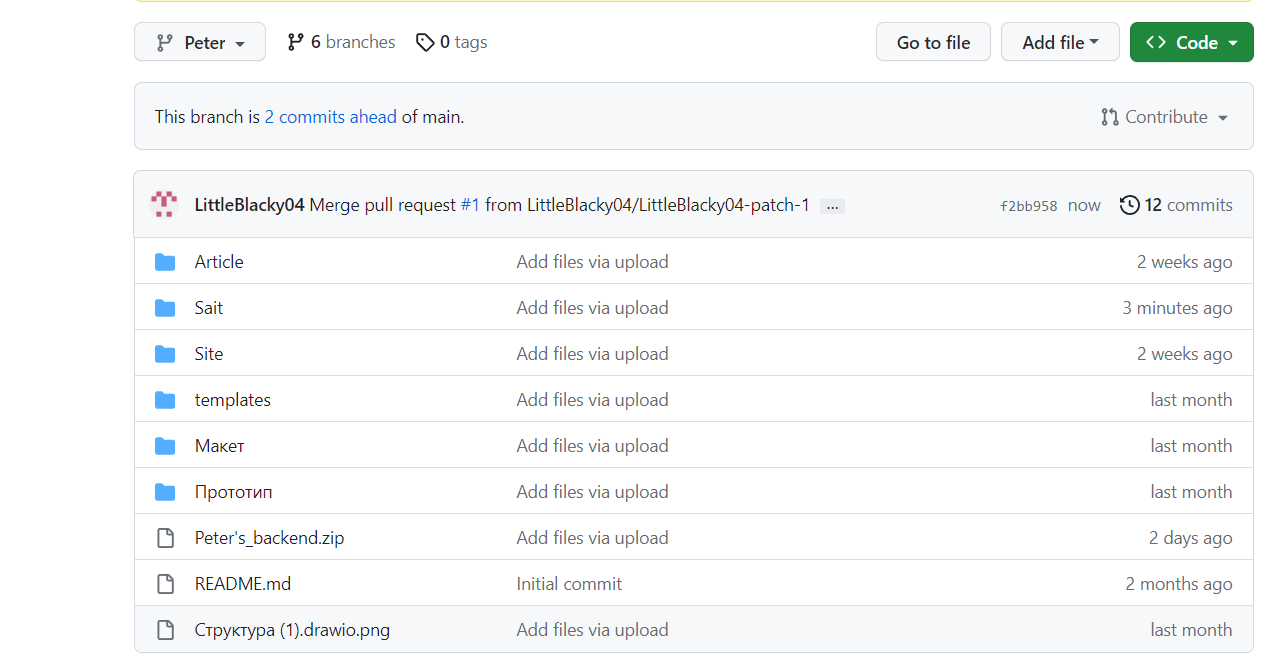 Peter 6 branches 0 tags Go to file Add file Code
This branch is 2 commits ahead of main. Contribute
LittleBlacky04 Merge pull request #1 from LittleBlacky04/LittleBlacky04-patch-1 ... f2bb958 now 12 commits
Article Add files via upload 2 weeks ago
Sait Add files via upload 3 minutes ago
Site Add files via upload 2 weeks ago
templates Add files via upload last month
Макет Add files via upload last month
Прототип Add files via upload last month
Peter's_backend.zip Add files via upload 2 days ago
README.md Initial commit 2 months ago
Структура (1).drawio.png Add files via upload last month